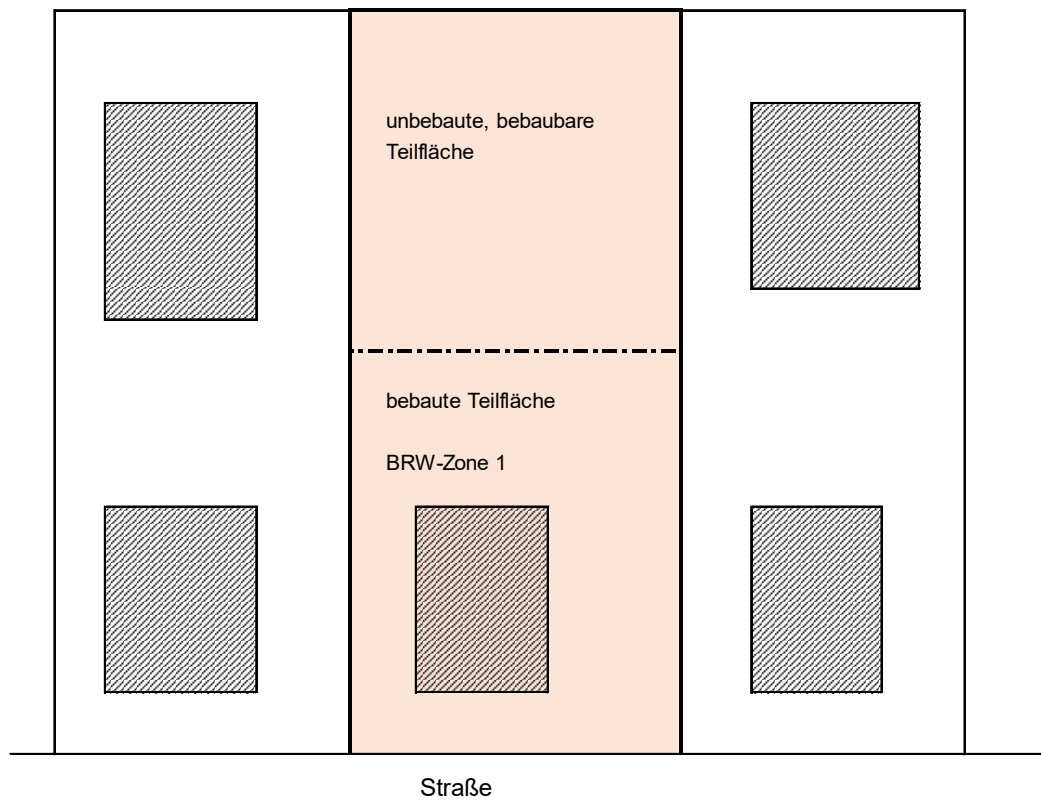 unbebaute, bebaubare
Teilfläche
bebaute Teilfläche
BRW-Zone 1
Straße